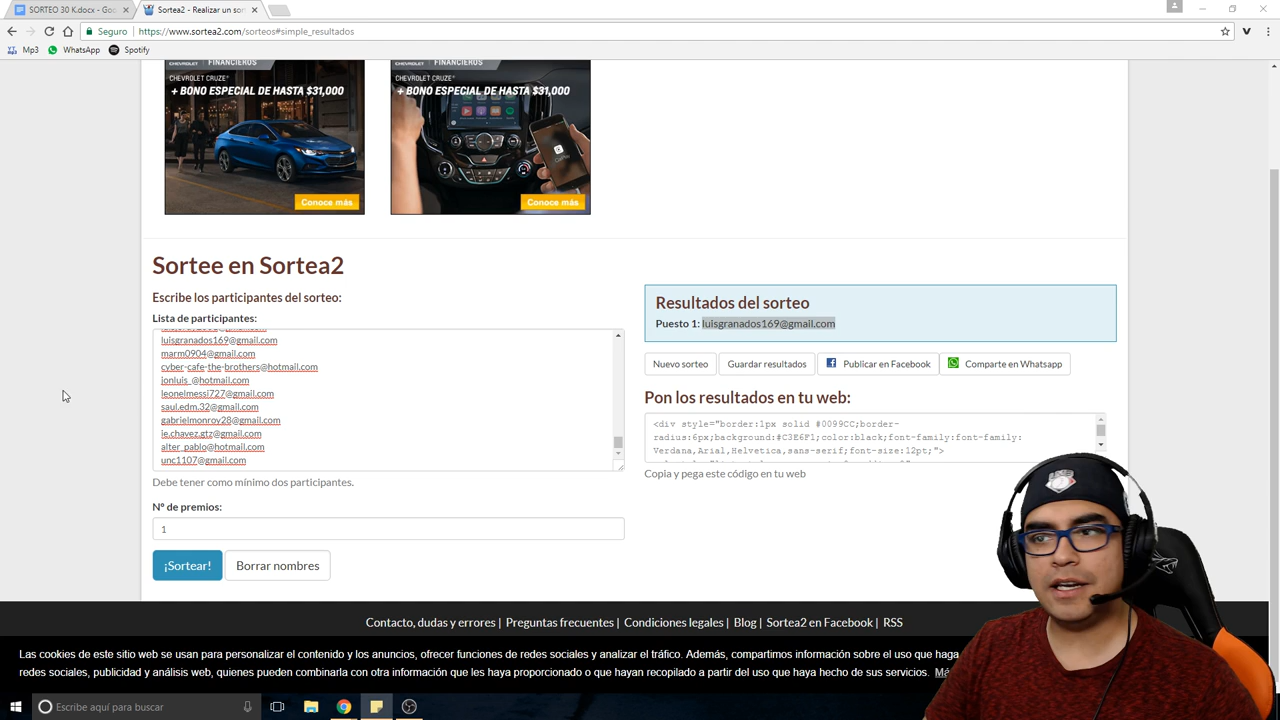 SORTEO 30 K.docx - Goo
Sortea2 - Realizar un sor
Seguro
https://www.sortea2.com/sorteos#simple_resultados
Mp3
WhatsApp
Spotify
CHEVROLET FINANCIEROS
CHEVROLET CRUZE
+ BONO ESPECIAL DE HASTA $31,000
Conoce más
CHEVROLET FINANCIEROS
CHEVROLET CRUZE
+ BONO ESPECIAL DE HASTA $31,000
Conoce más
Sortee en Sortea2
Escribe los participantes del sorteo:
Lista de participantes:
luisgranados169@gmail.com
marm0904@gmail.com
cyber-cafe-the-brothers@hotmail.com
jonluis_@hotmail.com
leonelmessi727@gmail.com
saul.edm.32@gmail.com
gabrielmonroy28@gmail.com
ie.chavez.gtz@gmail.com
alter_pablo@hotmail.com
unc1107@gmail.com
Debe tener como mínimo dos participantes.
Nº de premios:
1
¡Sortear!
Borrar nombres
Resultados del sorteo
Puesto 1: luisgranados169@gmail.com
Nuevo sorteo
Guardar resultados
Publicar en Facebook
Comparte en Whatsapp
Pon los resultados en tu web:
<div style="border:1px solid #0099CC;border-
radius:6px;background:#C3E6F1;color:black;font-family:font-family:
Verdana,Arial,Helvetica,sans-serif;font-size:12pt;">
Copia y pega este código en tu web
Contacto, dudas y errores | Preguntas frecuentes | Condiciones legales | Blog | Sortea2 en Facebook | RSS
Las cookies de este sitio web se usan para personalizar el contenido y los anuncios, ofrecer funciones de redes sociales y analizar el tráfico. Además, compartimos información sobre el uso que haga
redes sociales, publicidad y análisis web, quienes pueden combinarla con otra información que les haya proporcionado o que hayan recopilado a partir del uso que haya hecho de sus servicios. Má
Escribe aquí para buscar